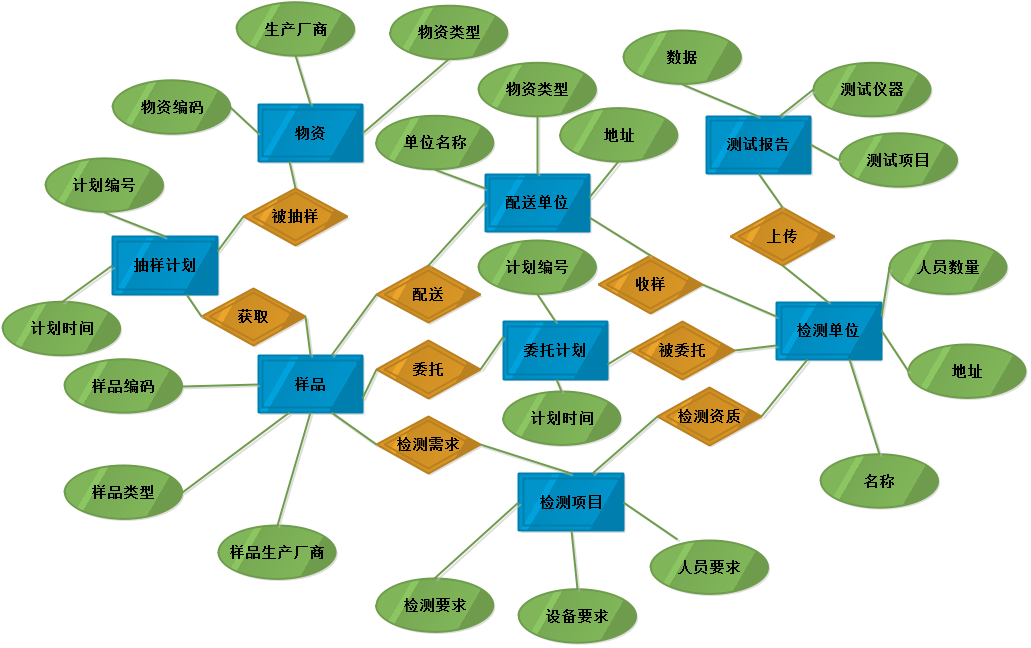 生产厂商
物资类型
数据
物资类型
测试仪器
物资编码
物资
单位名称
地址
测试报告
测试项目
计划编号
配送单位
被抽样
上传
抽样计划
计划编号
人员数量
收样
配送
获取
计划时间
检测单位
委托计划
被委托
委托
地址
样品
样品编码
计划时间
检测资质
检测需求
名称
样品类型
检测项目
样品生产厂商
人员要求
检测要求
设备要求